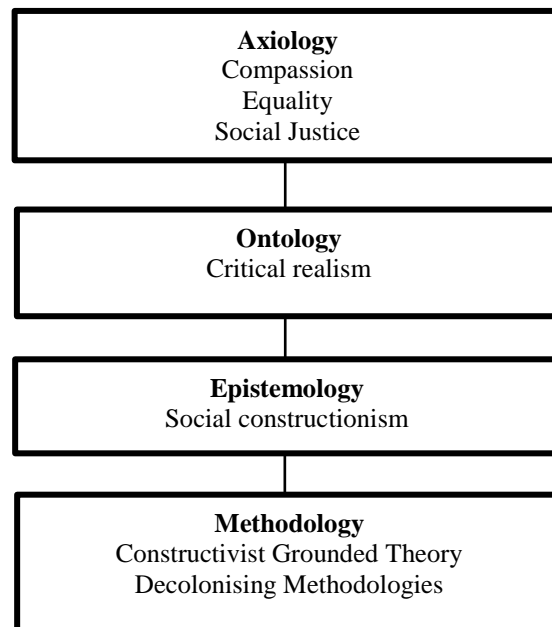 Axiology
Compassion
Equality
Social Justice
Ontology
Critical realism
Epistemology
Social constructionism
Methodology
Constructivist Grounded Theory
Decolonising Methodologies